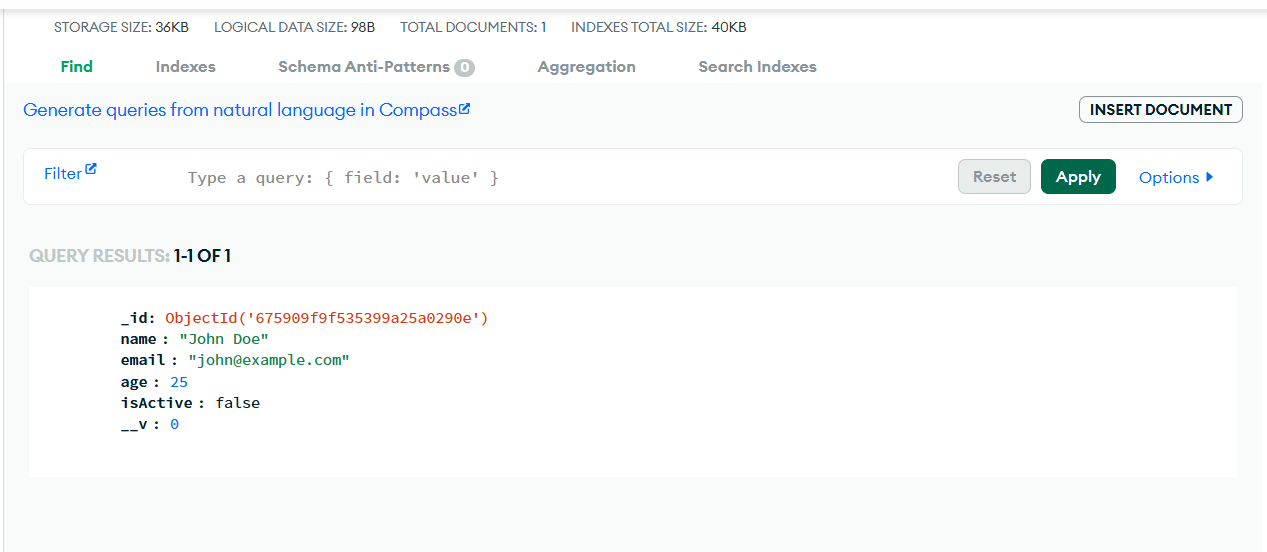 STORAGE SIZE: 36KB LOGICAL DATA SIZE: 98B TOTAL DOCUMENTS: 1 INDEXES TOTAL SIZE: 40KB
Find Indexes Schema Anti-Patterns 0 Aggregation Search Indexes
Generate queries from natural language in Compass INSERT DOCUMENT
Filter Type a query: { field: 'value' } Reset Apply Options
QUERY RESULTS: 1-1 OF 1
_id: ObjectId('675909f9f535399a25a0290e')
name : "John Doe"
email : "john@example.com"
age : 25
isActive : false
__v : 0